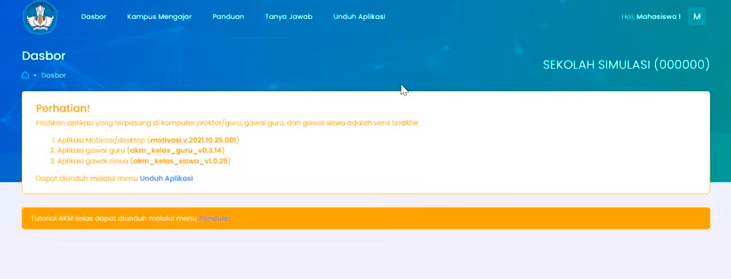 Dasbor Kampus Mengajar Panduan Tanya Jawab Unduh Aplikasi Hai, Mahasiswa 1 M
Dasbor
SEKOLAH SIMULASI (000000)
• Dasbor
Perhatian!
Pastikan aplikasi yang terpasang di komputer proktor/guru, gawai guru, dan gawai siswa adalah versi terakhir
1. Aplikasi Motivasi/desktop (motivasi.v.2021.10.26.001)
2. Aplikasi gawai guru (akm_kelas_guru_v0.3.14)
3. Aplikasi gawai siswa (akm_kelas_siswa_v1.0.25)
Dapat diunduh melalui menu Unduh Aplikasi
Tutorial AKM kelas dapat diunduh melalui menu Panduan